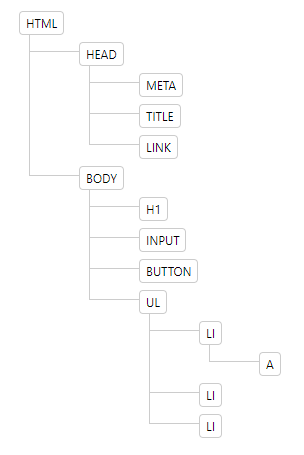 HTML
HEAD
META
TITLE
LINK
BODY
H1
INPUT
BUTTON
UL
LI
A
LI
LI